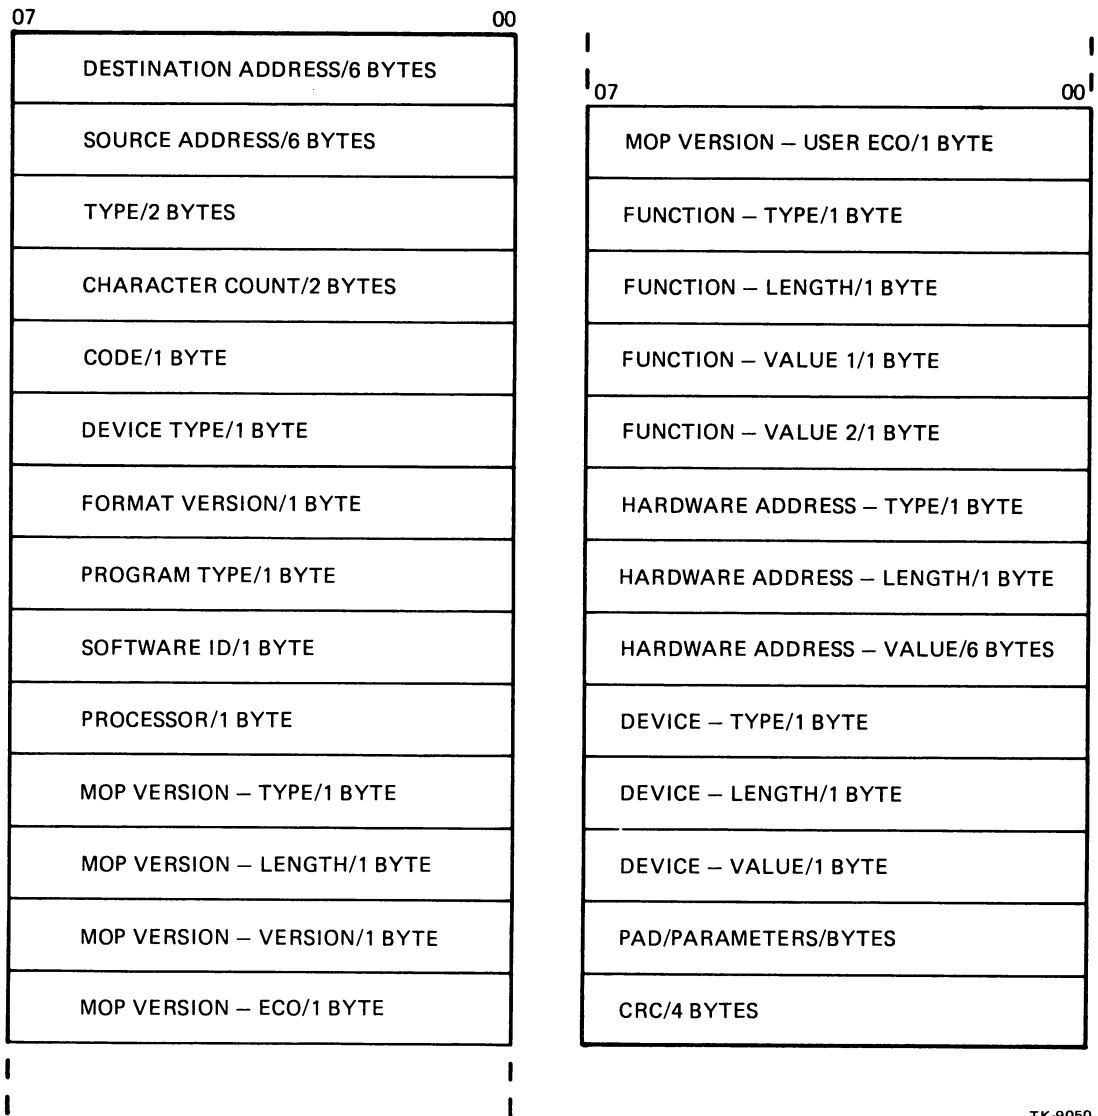 07 00
DESTINATION ADDRESS/6 BYTES
SOURCE ADDRESS/6 BYTES
TYPE/2 BYTES
CHARACTER COUNT/2 BYTES
CODE/1 BYTE
DEVICE TYPE/1 BYTE
FORMAT VERSION/1 BYTE
PROGRAM TYPE/1 BYTE
SOFTWARE ID/1 BYTE
PROCESSOR/1 BYTE
MOP VERSION — TYPE/1 BYTE
MOP VERSION — LENGTH/1 BYTE
MOP VERSION — VERSION/1 BYTE
MOP VERSION — ECO/1 BYTE
07 00
MOP VERSION — USER ECO/1 BYTE
FUNCTION — TYPE/1 BYTE
FUNCTION — LENGTH/1 BYTE
FUNCTION — VALUE 1/1 BYTE
FUNCTION — VALUE 2/1 BYTE
HARDWARE ADDRESS — TYPE/1 BYTE
HARDWARE ADDRESS — LENGTH/1 BYTE
HARDWARE ADDRESS — VALUE/6 BYTES
DEVICE — TYPE/1 BYTE
DEVICE — LENGTH/1 BYTE
DEVICE — VALUE/1 BYTE
PAD/PARAMETERS/BYTES
CRC/4 BYTES
TK-9050